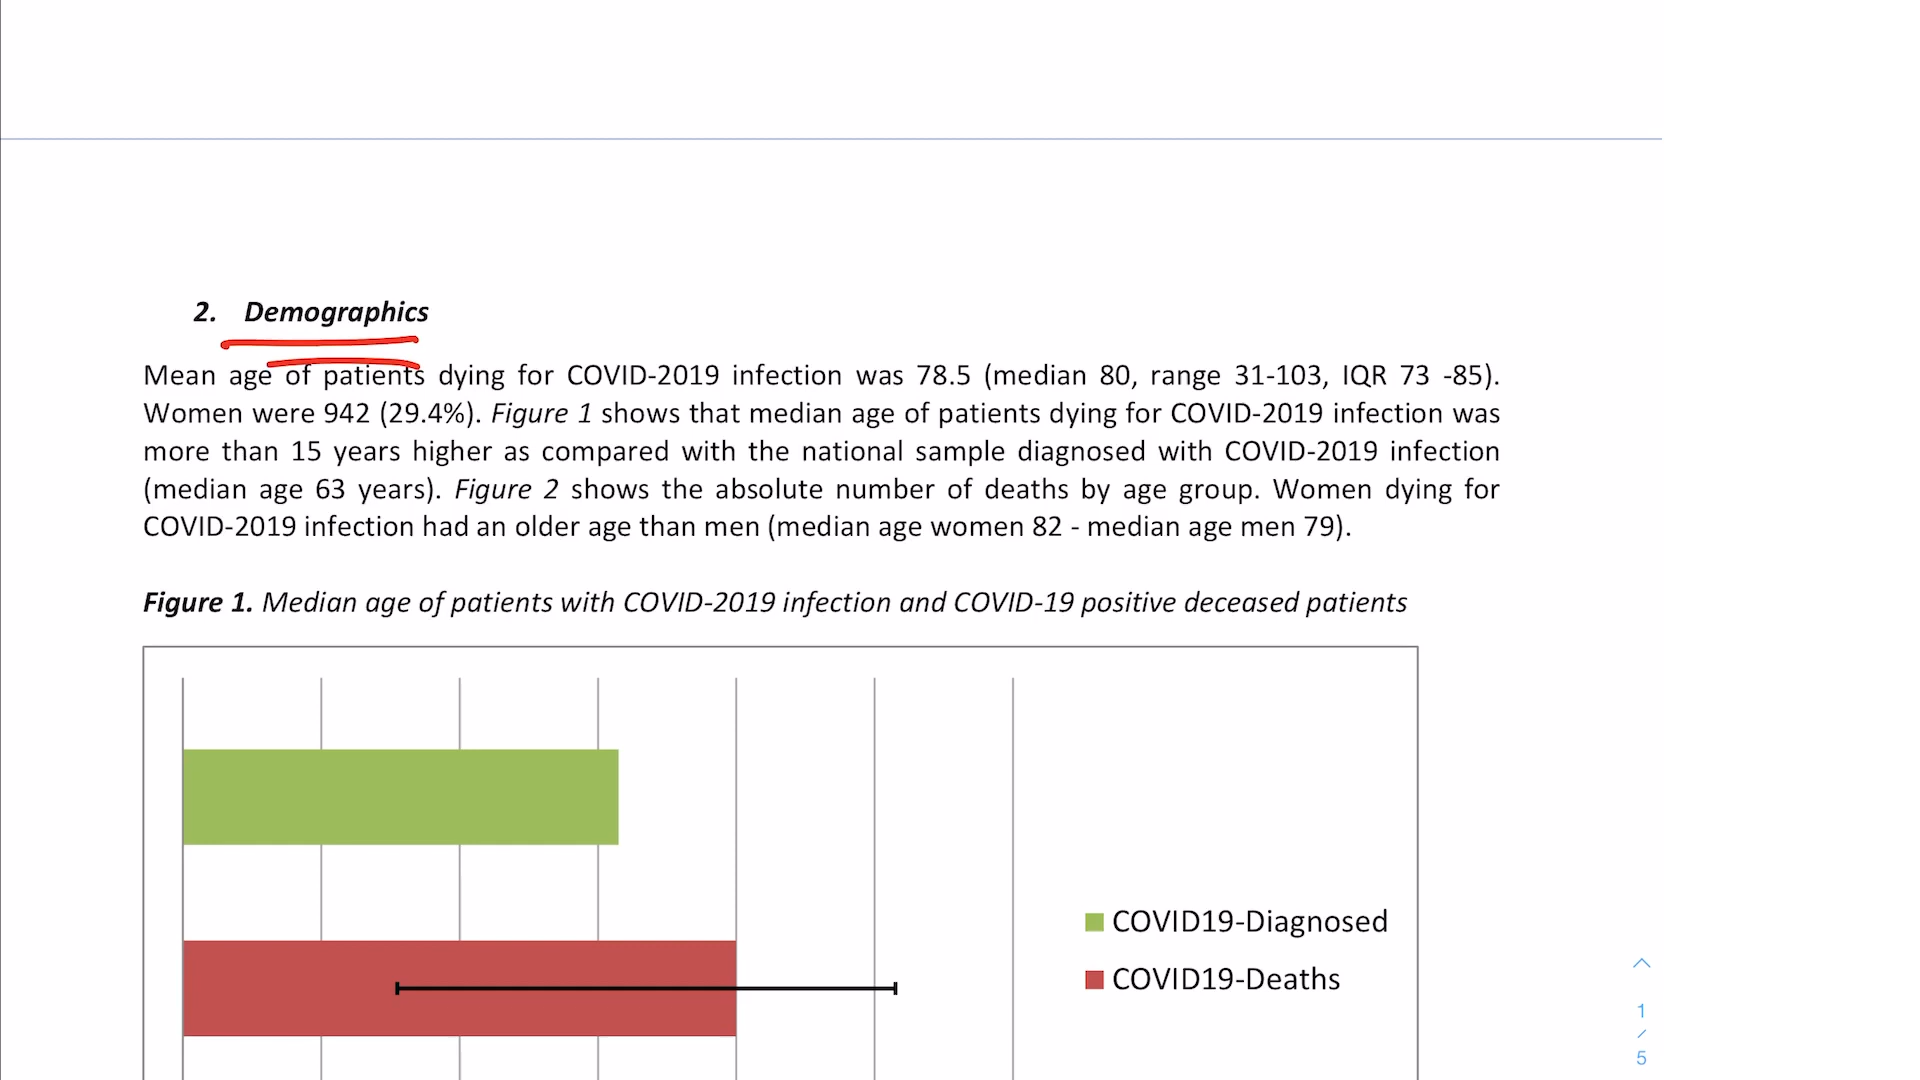 2. Demographics
Mean age of patients dying for COVID-2019 infection was 78.5 (median 80, range 31-103, IQR 73 -85).
Women were 942 (29.4%). Figure 1 shows that median age of patients dying for COVID-2019 infection was
more than 15 years higher as compared with the national sample diagnosed with COVID-2019 infection
(median age 63 years). Figure 2 shows the absolute number of deaths by age group. Women dying for
COVID-2019 infection had an older age than men (median age women 82 - median age men 79).
Figure 1. Median age of patients with COVID-2019 infection and COVID-19 positive deceased patients
COVID19-Diagnosed
COVID19-Deaths
1
/
5